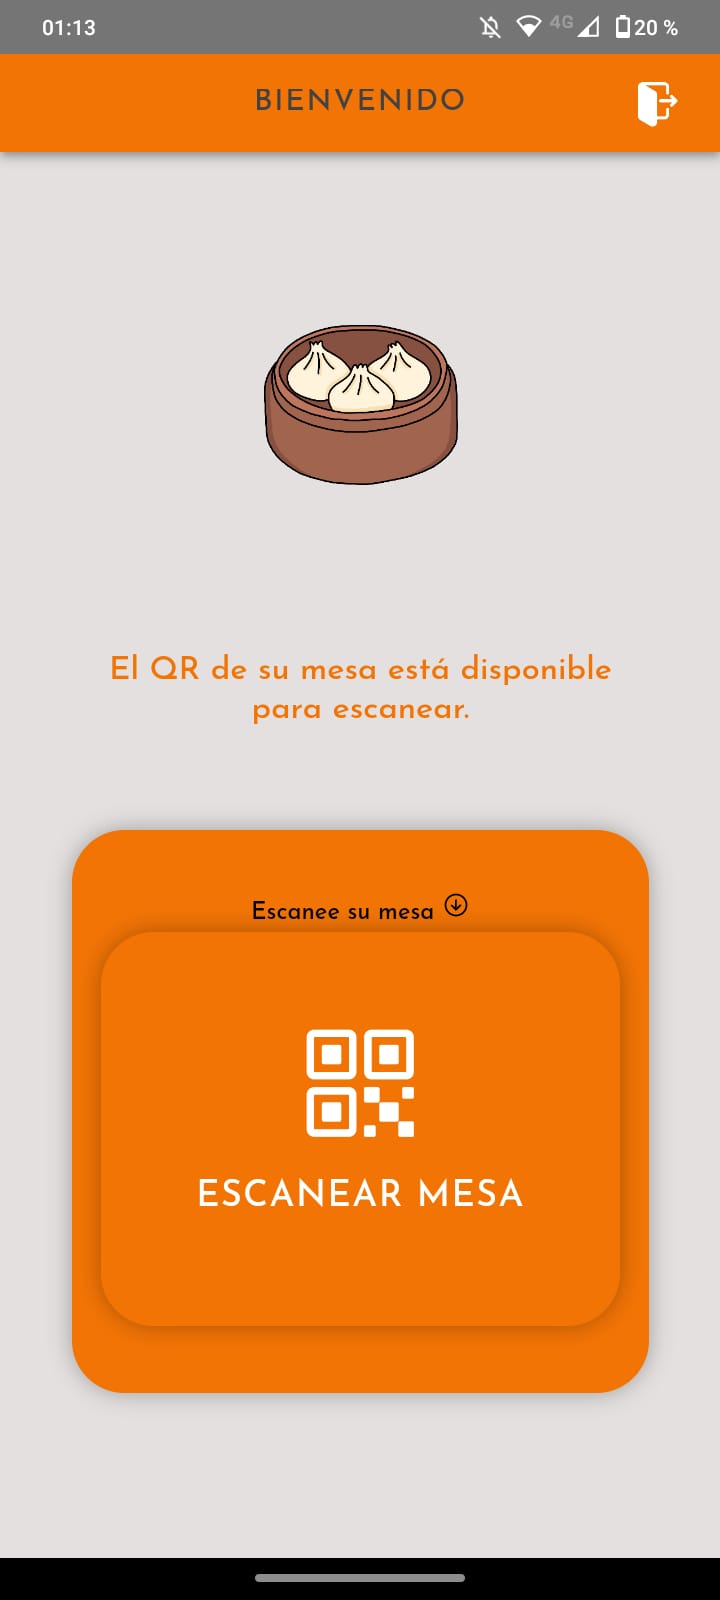 01:13
4G
20 %
BIENVENIDO
El QR de su mesa está disponible
para escanear.
Escanee su mesa
ESCANEAR MESA